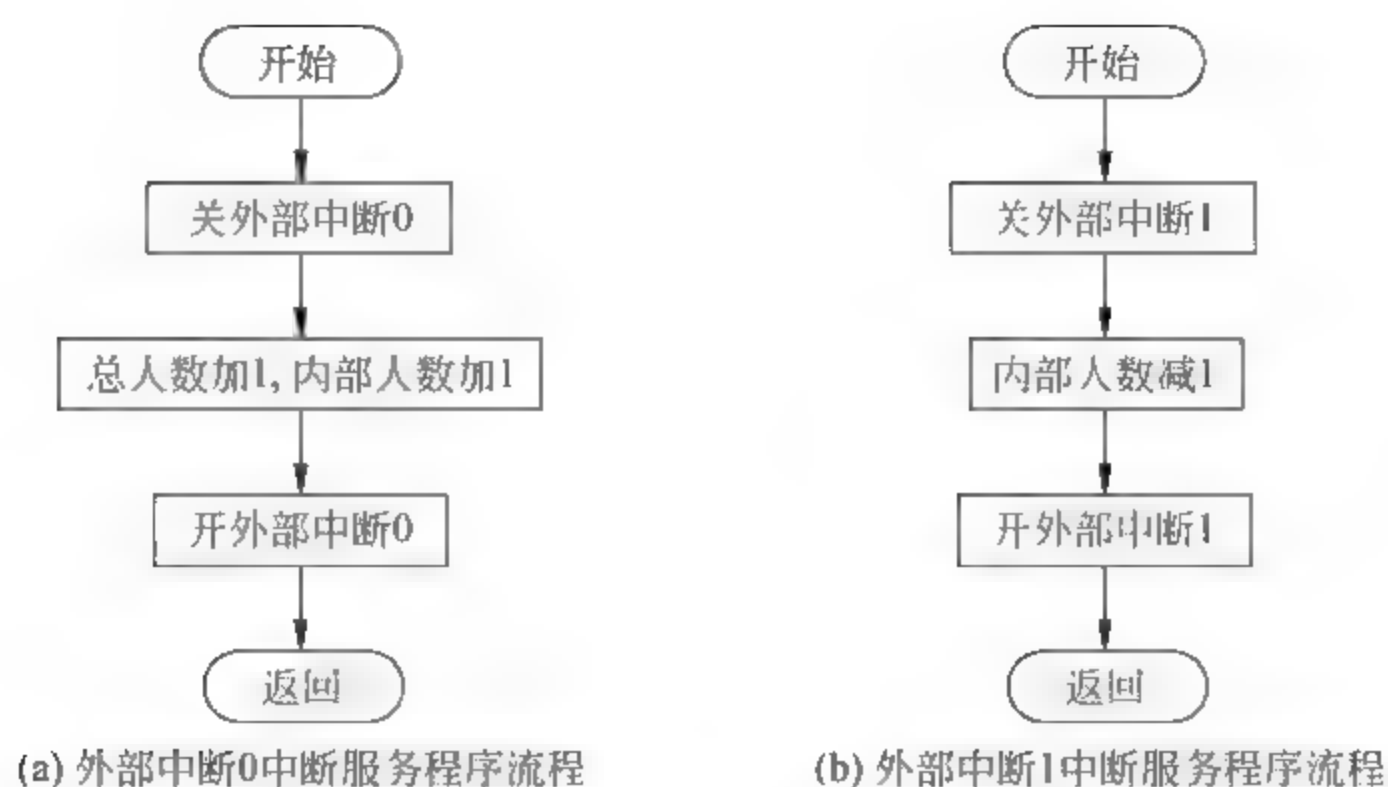 开始
关外部中断0
总人数加1, 内部人数加1
开外部中断0
返回
(a) 外部中断0中断服务程序流程
开始
关外部中断1
内部人数减1
开外部中断1
返回
(b) 外部中断1中断服务程序流程